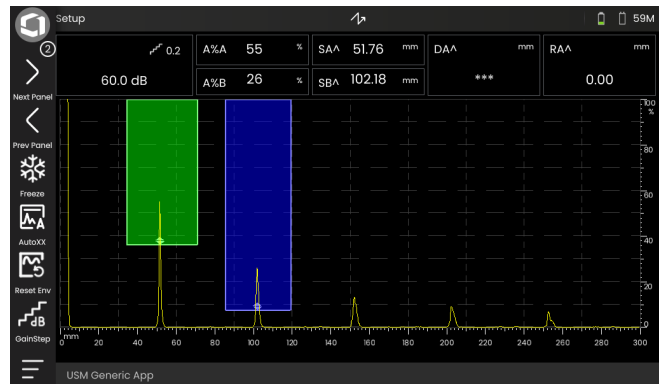 Setup
59M
2
0.2
60.0 dB
A%A 55 %
A%B 26 %
SA^ 51.76 mm
SB^ 102.18 mm
DA^ mm
***
RA^ mm
0.00
Next Panel
Prev Panel
Freeze
AutoXX
Reset Env
dB
GainStep
A
100
%
80
60
40
20
0
mm
0 20 40 60 80 100 120 140 160 180 200 220 240 260 280 300
USM Generic App